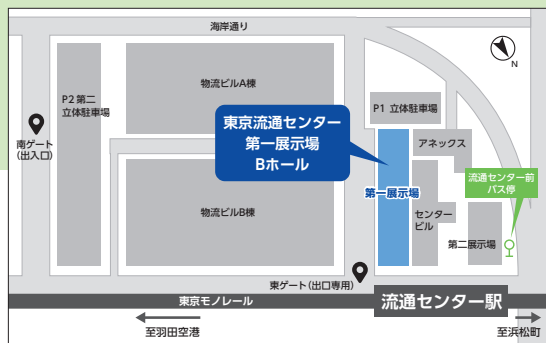 海岸通り
N
物流ビルA棟
P2 第二
立体駐車場
P1 立体駐車場
南ゲート
(出入口)
東京流通センター
第一展示場
Bホール
アネックス
流通センター前
バス停
第一展示場
物流ビルB棟
センター
ビル
第二展示場
東ゲート(出口専用)
東京モノレール
流通センター駅
至羽田空港
至浜松町